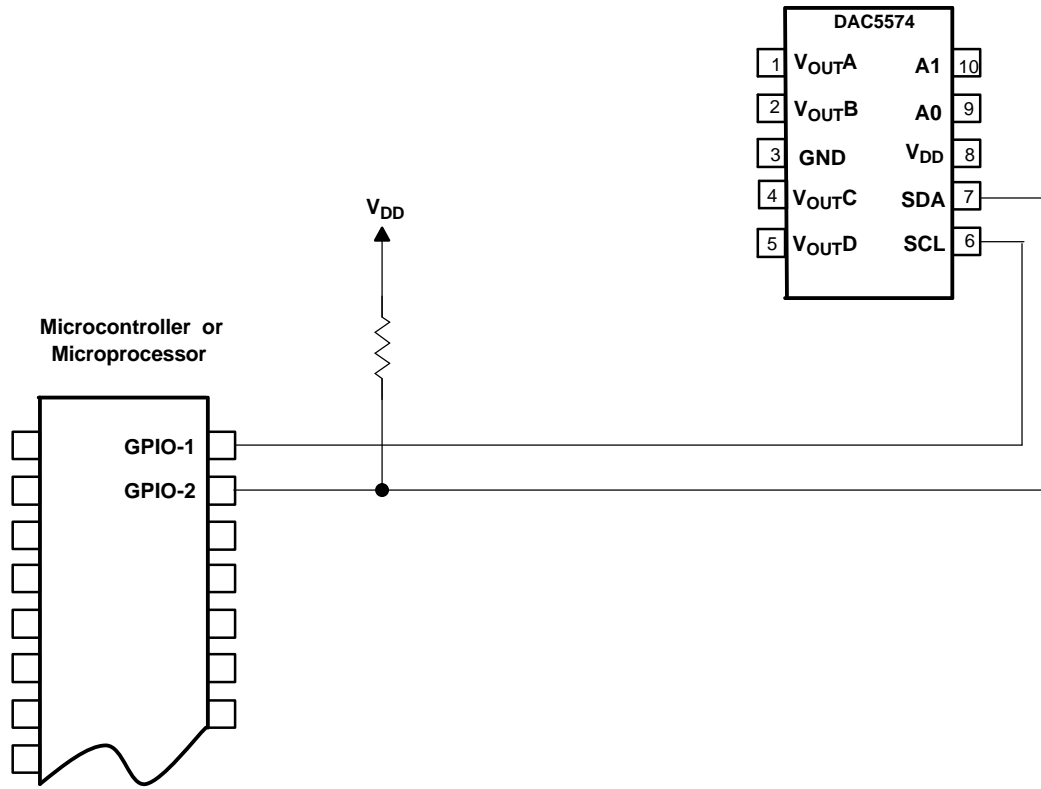 DAC5574
1 VOUTA A1 10
2 VOUTB A0 9
3 GND VDD 8
4 VOUTC SDA 7
5 VOUTD SCL 6
VDD
Microcontroller or
Microprocessor
GPIO-1
GPIO-2